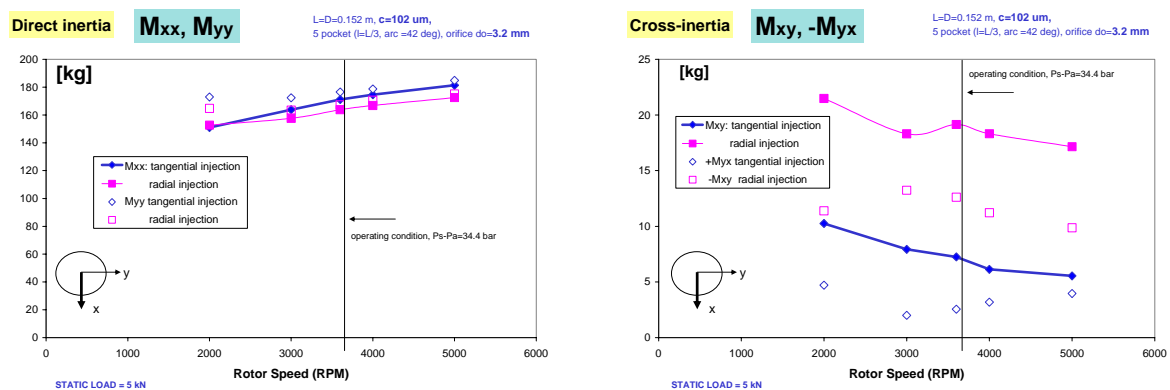 Direct inertia
Mxx, Myy
L=D=0.152 m, c=102 um,
5 pocket (l=L/3, arc =42 deg), orifice do=3.2 mm
200
180
160
140
120
100
80
60
40
20
0
[kg]
Mxx: tangential injection
radial injection
Myy tangential injection
radial injection
operating condition, Ps-Pa=34.4 bar
y
x
0
1000
2000
3000
4000
5000
6000
Rotor Speed (RPM)
STATIC LOAD = 5 kN
Cross-inertia
Mxy, -Myx
L=D=0.152 m, c=102 um,
5 pocket (l=L/3, arc =42 deg), orifice do=3.2 mm
25
20
15
10
5
0
[kg]
operating condition, Ps-Pa=34.4 bar
Mxy: tangential injection
radial injection
+Myx tangential injection
-Mxy radial injection
y
x
0
1000
2000
3000
4000
5000
6000
Rotor Speed (RPM)
STATIC LOAD = 5 kN